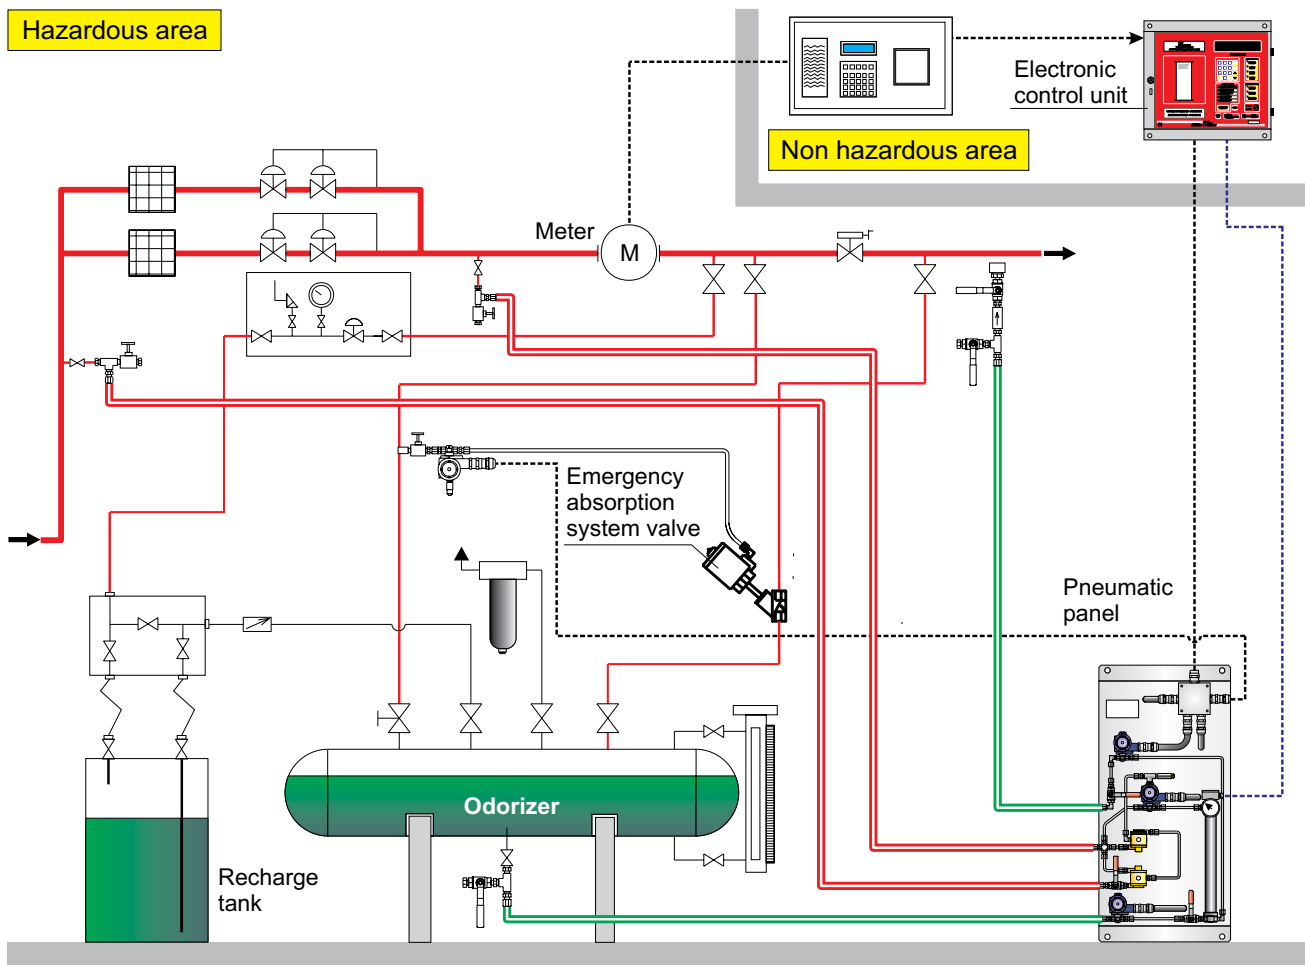 Hazardous area
Electronic
control unit
Non hazardous area
Meter
M
Emergency
absorption
system valve
Pneumatic
panel
Odorizer
Recharge
tank